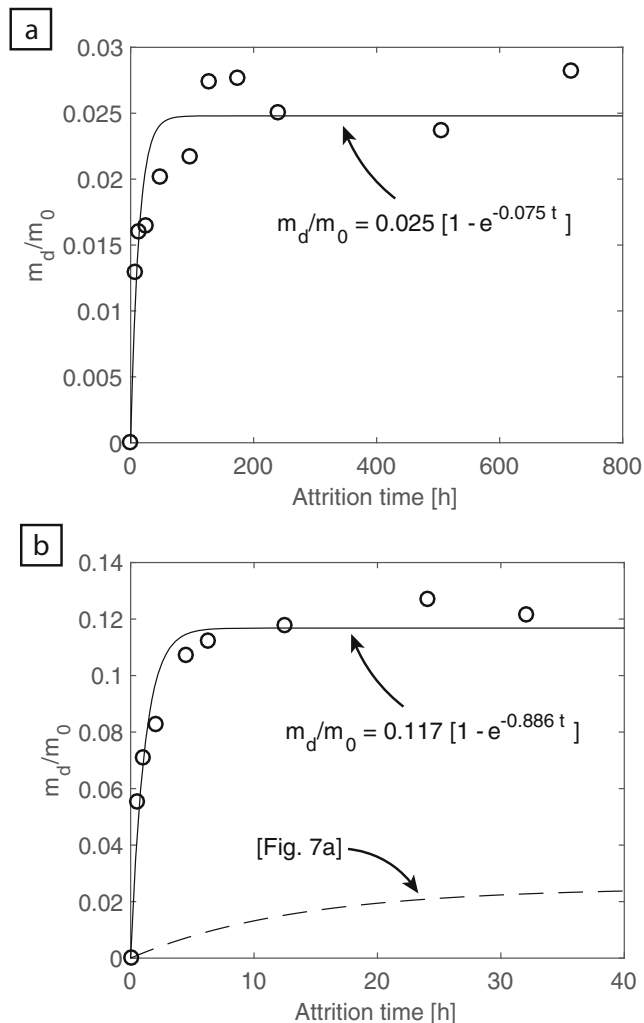 a
0.03
0.025
0.02
0.015
0.01
0.005
0
m_d/m_0
m_d/m_0 = 0.025 [1 - e^-0.075 t ]
0 200 400 600 800
Attrition time [h]
b
0.14
0.12
0.1
0.08
0.06
0.04
0.02
0
m_d/m_0
m_d/m_0 = 0.117 [1 - e^-0.886 t ]
[Fig. 7a]
0 10 20 30 40
Attrition time [h]